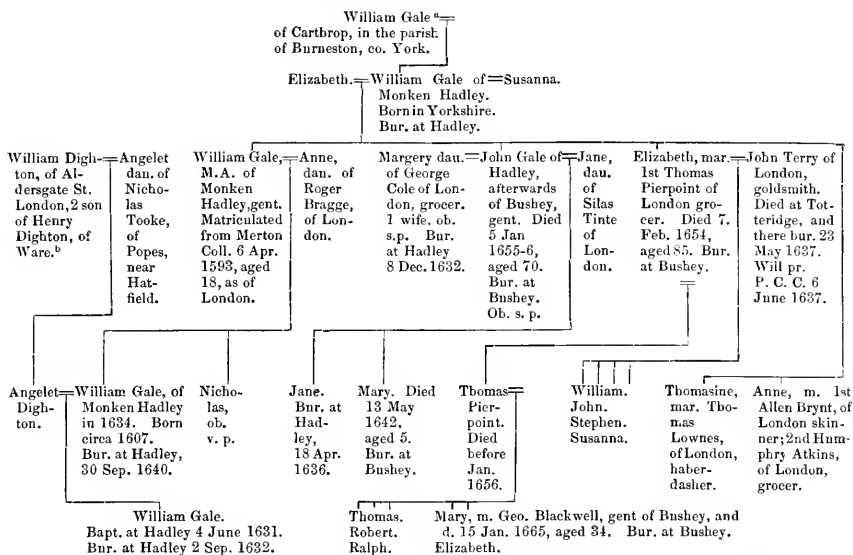 William Gale a
of Cartbrop, in the parish
of Burneston, co. York.
Elizabeth. William Gale of Susanna.
Monken Hadley.
Born in Yorkshire.
Bur. at Hadley.
William Digh-
ton, of Al-
dersgate St.
London, 2 son
of Henry
Dighton, of
Ware.b
Angelet
dau. of
Nicho-
las
Tooke,
of
Popes,
near
Hat-
field.
William Gale,
M.A. of
Monken
Hadley, gent.
Matriculated
from Merton
Coll. 6 Apr.
1593, aged
18, as of
London.
Anne,
dau. of
Roger
Bragge,
of Lon-
don.
Margery dau.
of George
Cole of Lon-
don, grocer.
1 wife. ob.
s.p. Bur.
at Hadley
8 Dec. 1632.
John Gale of
Hadley,
afterwards
of Bushey,
gent. Died
5 Jan
1655-6,
aged 70.
Bur. at
Bushey.
Ob. s. p.
Jane,
dau.
of
Silas
Tinte
of
Lon-
don.
Elizabeth, mar.
1st Thomas
Pierpoint of
London gro-
cer. Died 7.
Feb. 1654,
aged 85. Bur.
at Bushey.
John Terry of
London,
goldsmith.
Died at Tot-
teridge, and
there bur. 23
May 1637.
Will pr.
P. C. C. 6
June 1637.
Angelet
Digh-
ton.
William Gale, of
Monken Hadley
in 1634. Born
circa 1607.
Bur. at Hadley,
30 Sep. 1640.
Nicho-
las,
ob.
v. p.
Jane.
Bur. at
Had-
ley,
18 Apr.
1636.
Mary. Died
13 May
1642,
aged 5.
Bur. at
Bushey.
Tbomas
Pier-
point.
Died
before
Jan.
1656.
William.
John.
Stephen.
Susanna.
Thomasine,
mar. Tho-
mas
Lownes,
of London,
haber-
dasher.
Anne, m. 1st
Allen Brynt, of
London skin-
ner; 2nd Hum-
phry Atkins,
of London,
grocer.
William Gale.
Bapt. at Hadley 4 June 1631.
Bur. at Hadley 2 Sep. 1632.
Thomas.
Robert.
Ralph.
Mary, m. Geo. Blackwell, gent of Bushey, and
d. 15 Jan. 1665, aged 34. Bur. at Bushey.
Elizabeth.